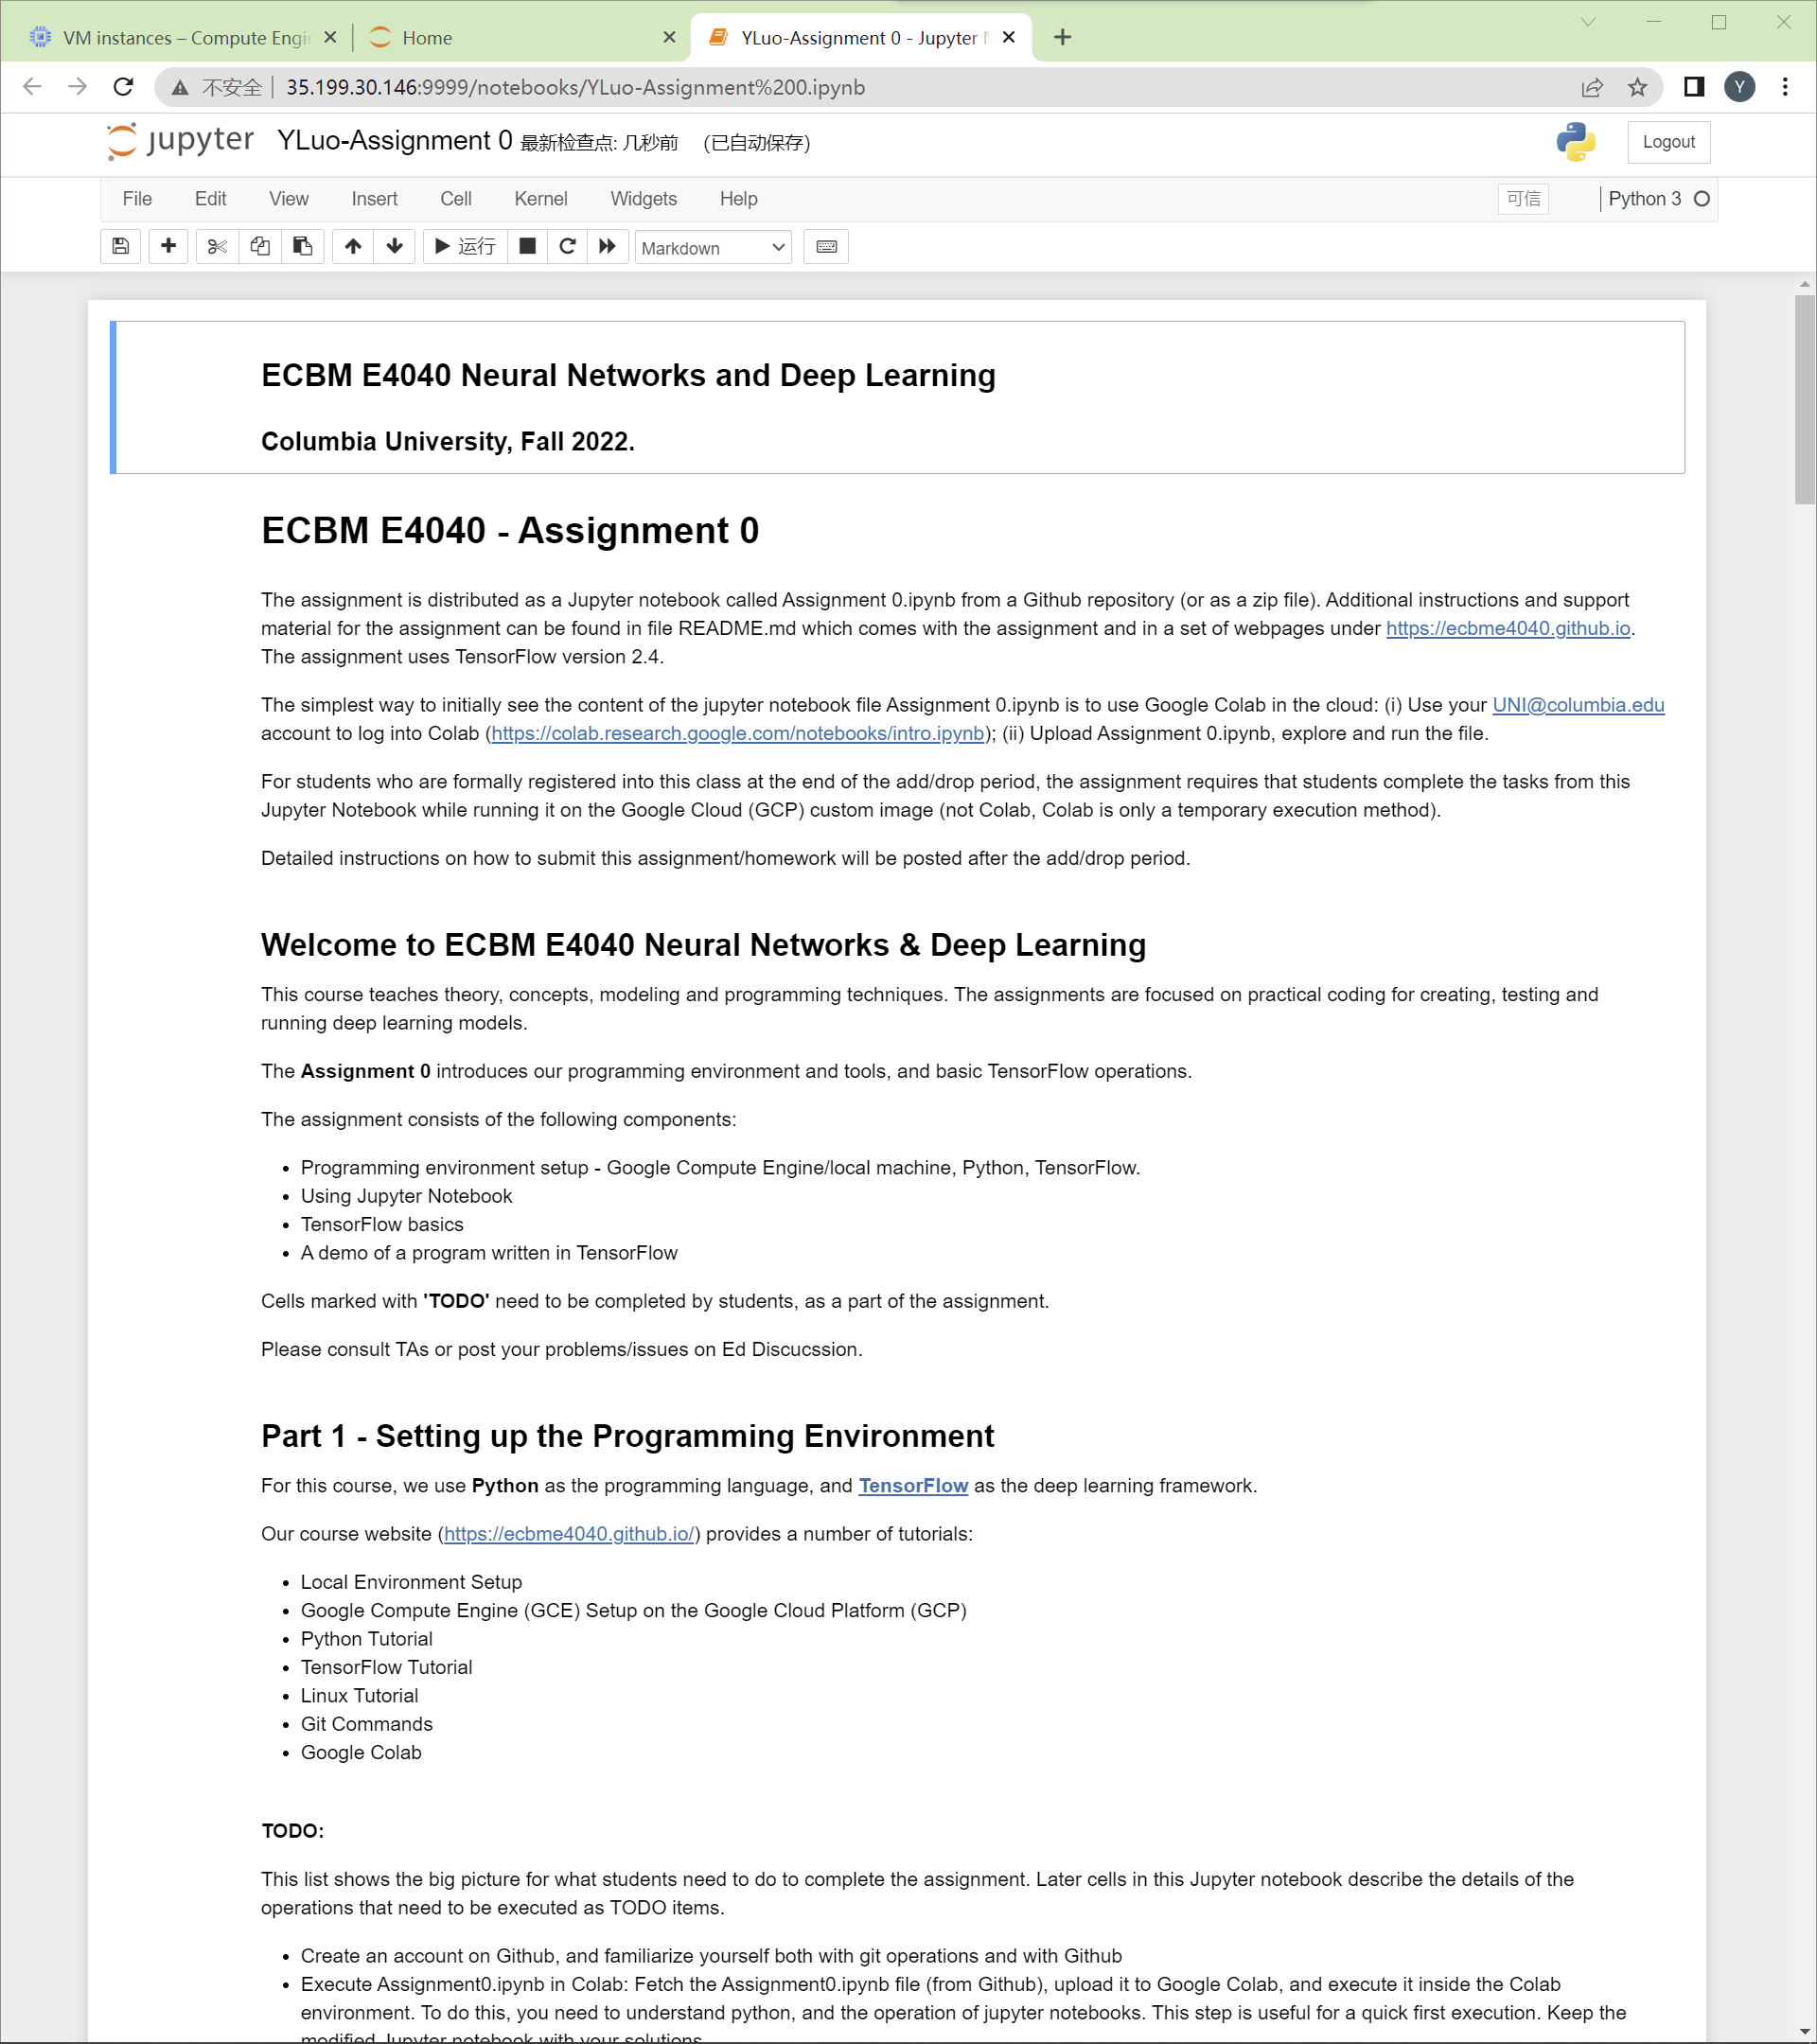 VM instances – Compute Engi
Home
YLuo-Assignment 0 - Jupyter
不安全 | 35.199.30.146:9999/notebooks/YLuo-Assignment%200.ipynb
Y
jupyter YLuo-Assignment 0 最新检查点: 几秒前 (已自动保存)
Logout
File Edit View Insert Cell Kernel Widgets Help
可信
Python 3
运行
Markdown
ECBM E4040 Neural Networks and Deep Learning
Columbia University, Fall 2022.
ECBM E4040 - Assignment 0
The assignment is distributed as a Jupyter notebook called Assignment 0.ipynb from a Github repository (or as a zip file). Additional instructions and support
material for the assignment can be found in file README.md which comes with the assignment and in a set of webpages under https://ecbme4040.github.io.
The assignment uses TensorFlow version 2.4.
The simplest way to initially see the content of the jupyter notebook file Assignment 0.ipynb is to use Google Colab in the cloud: (i) Use your UNI@columbia.edu
account to log into Colab (https://colab.research.google.com/notebooks/intro.ipynb); (ii) Upload Assignment 0.ipynb, explore and run the file.
For students who are formally registered into this class at the end of the add/drop period, the assignment requires that students complete the tasks from this
Jupyter Notebook while running it on the Google Cloud (GCP) custom image (not Colab, Colab is only a temporary execution method).
Detailed instructions on how to submit this assignment/homework will be posted after the add/drop period.
Welcome to ECBM E4040 Neural Networks & Deep Learning
This course teaches theory, concepts, modeling and programming techniques. The assignments are focused on practical coding for creating, testing and
running deep learning models.
The Assignment 0 introduces our programming environment and tools, and basic TensorFlow operations.
The assignment consists of the following components:
• Programming environment setup - Google Compute Engine/local machine, Python, TensorFlow.
• Using Jupyter Notebook
• TensorFlow basics
• A demo of a program written in TensorFlow
Cells marked with 'TODO' need to be completed by students, as a part of the assignment.
Please consult TAs or post your problems/issues on Ed Discucssion.
Part 1 - Setting up the Programming Environment
For this course, we use Python as the programming language, and TensorFlow as the deep learning framework.
Our course website (https://ecbme4040.github.io/) provides a number of tutorials:
• Local Environment Setup
• Google Compute Engine (GCE) Setup on the Google Cloud Platform (GCP)
• Python Tutorial
• TensorFlow Tutorial
• Linux Tutorial
• Git Commands
• Google Colab
TODO:
This list shows the big picture for what students need to do to complete the assignment. Later cells in this Jupyter notebook describe the details of the
operations that need to be executed as TODO items.
• Create an account on Github, and familiarize yourself both with git operations and with Github
• Execute Assignment0.ipynb in Colab: Fetch the Assignment0.ipynb file (from Github), upload it to Google Colab, and execute it inside the Colab
environment. To do this, you need to understand python, and the operation of jupyter notebooks. This step is useful for a quick first execution. Keep the
modified Jupyter notebook with your solutions